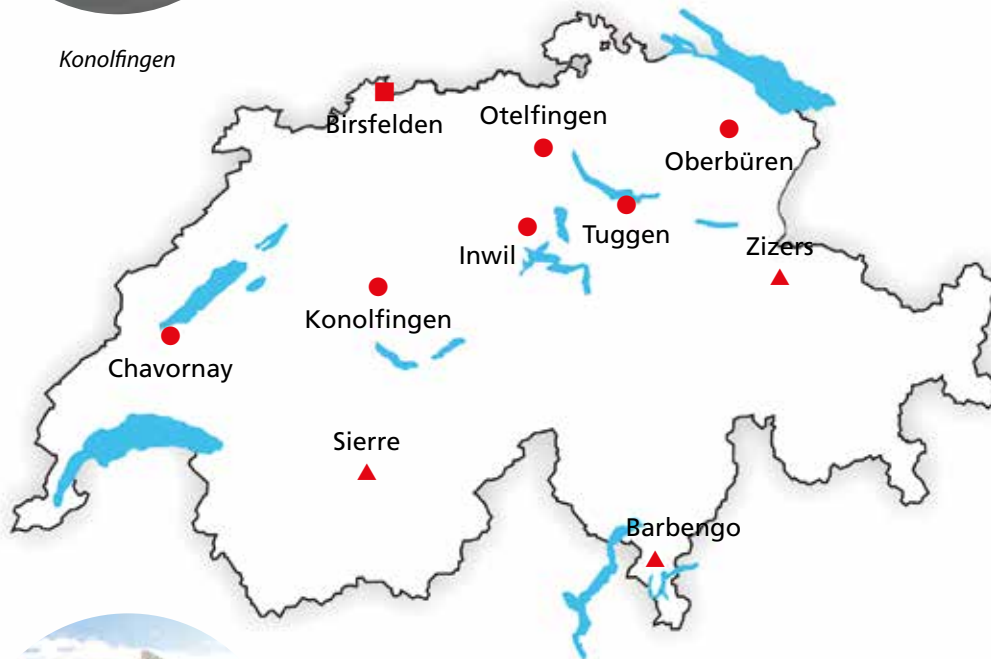 Konolfingen
Birsfelden
Otelfingen
Oberbüren
Tuggen
Inwil
Zizers
Konolfingen
Chavornay
Sierre
Barbengo